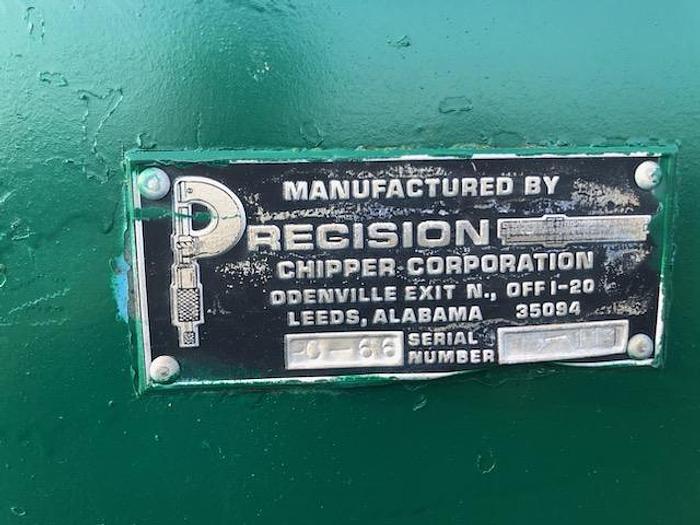 MANUFACTURED BY
PRECISION
CHIPPER CORPORATION
ODENVILLE EXIT N., OFF I-20
LEEDS, ALABAMA 35094
SERIAL
NUMBER